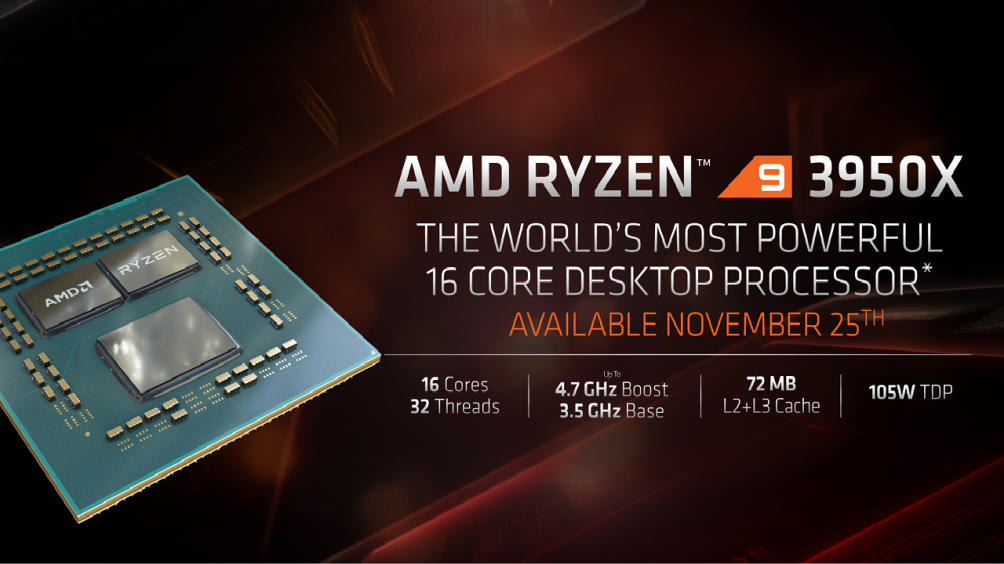 AMD RYZEN™ 9 3950X
THE WORLD'S MOST POWERFUL
16 CORE DESKTOP PROCESSOR*
AVAILABLE NOVEMBER 25TH
AMD
RYZEN
16 Cores
32 Threads
Up To
4.7 GHz Boost
3.5 GHz Base
72 MB
L2+L3 Cache
105W TDP